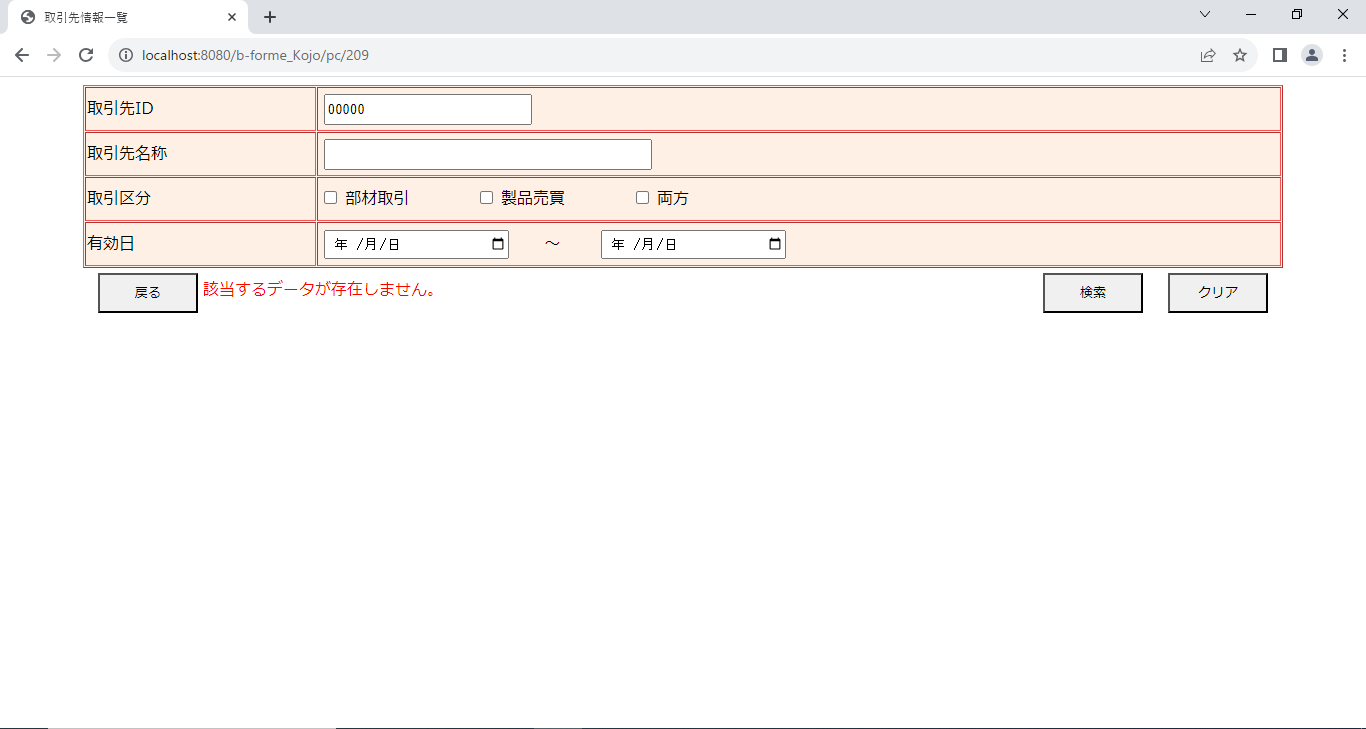 取引先情報一覧
localhost:8080/b-forme_Kojo/pc/209
取引先ID 00000
取引先名称
取引区分 部材取引 製品売買 両方
有効日 年 /月/日 ～ 年 /月/日
戻る 該当するデータが存在しません。 検索 クリア